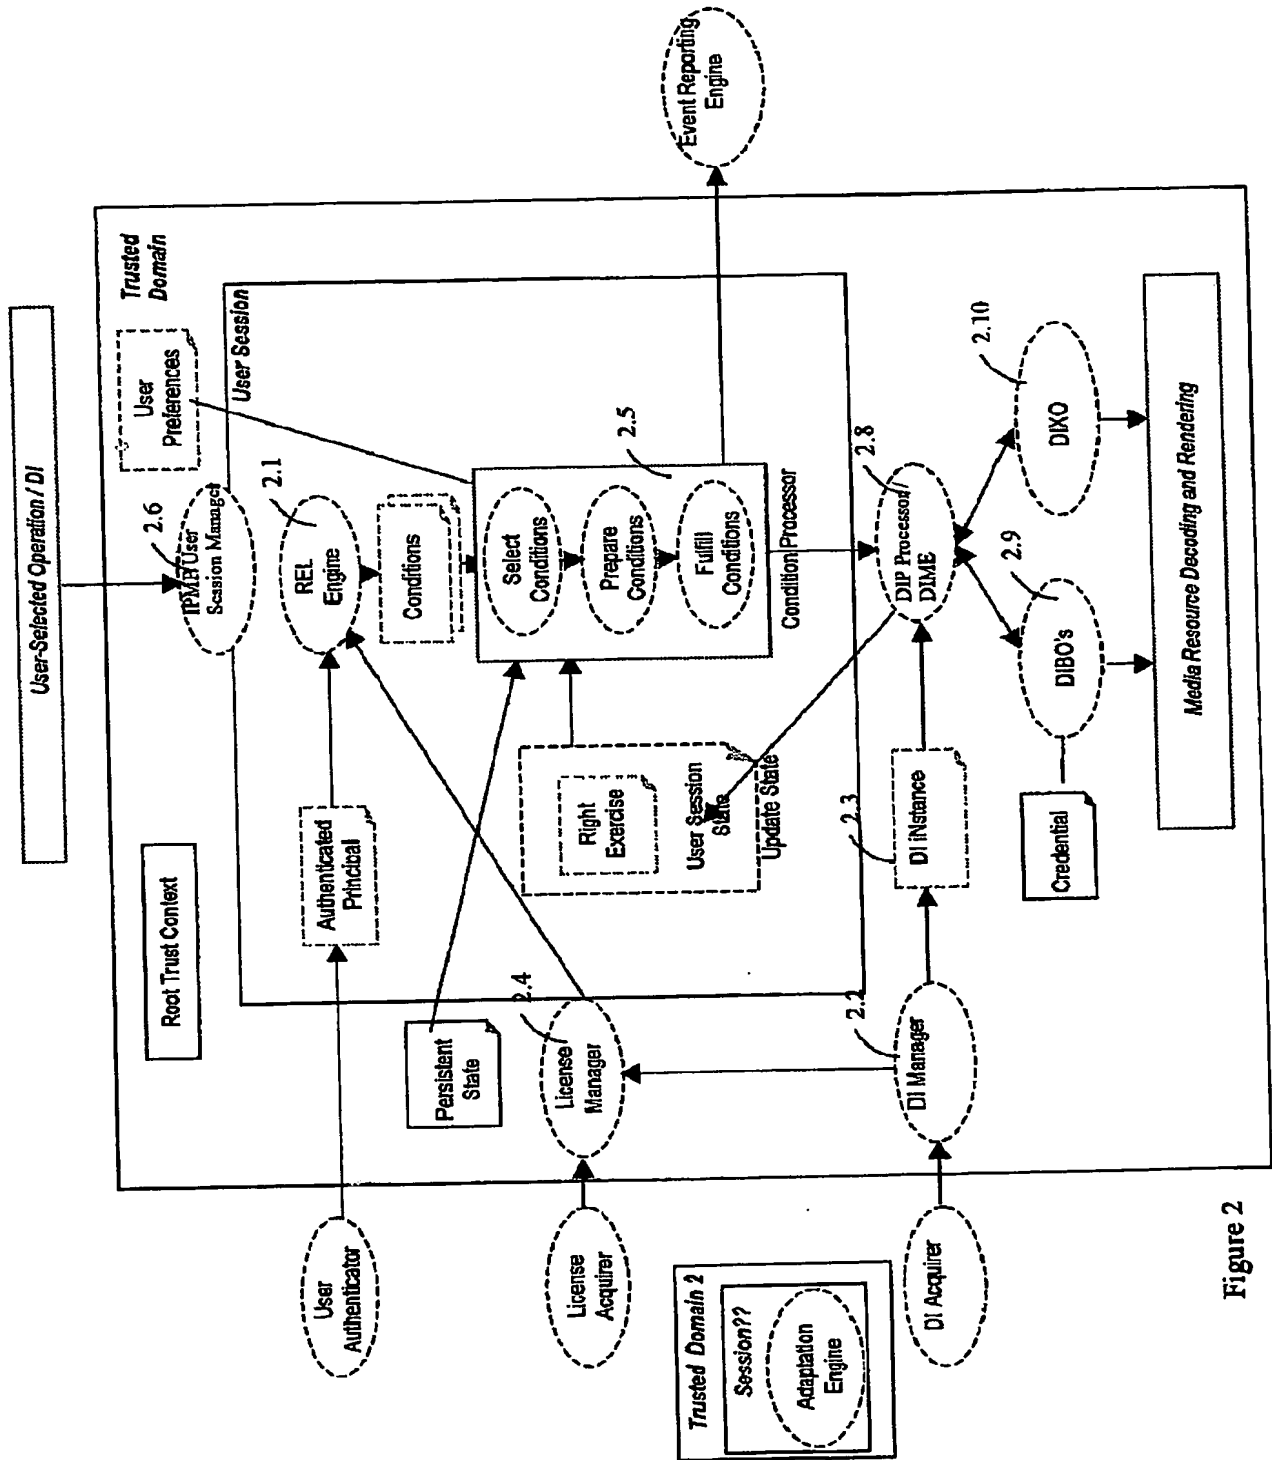 User-Selected Operation / DI
Trusted
Domain
Root Trust Context
User
Preferences
2.6
IPMP/User
Session Manager
User Session
User
Authenticator
Authenticated
Principal
REL
Engine
2.1
Conditions
Persistent
State
License
Acquirer
License
Manager
2.4
Right
Exercise
User Session
State
Update State
Select
Conditions
Prepare
Conditions
Fulfill
Conditions
2.5
Condition Processor
Event Reporting
Engine
Trusted Domain 2
Session??
Adaptation
Engine
DI Acquirer
DI Manager
2.2
DI iNstance
2.3
DIP Processor/
DIME
2.8
Credential
DIBO's
2.9
DIXO
2.10
Media Resource Decoding and Rendering
Figure 2